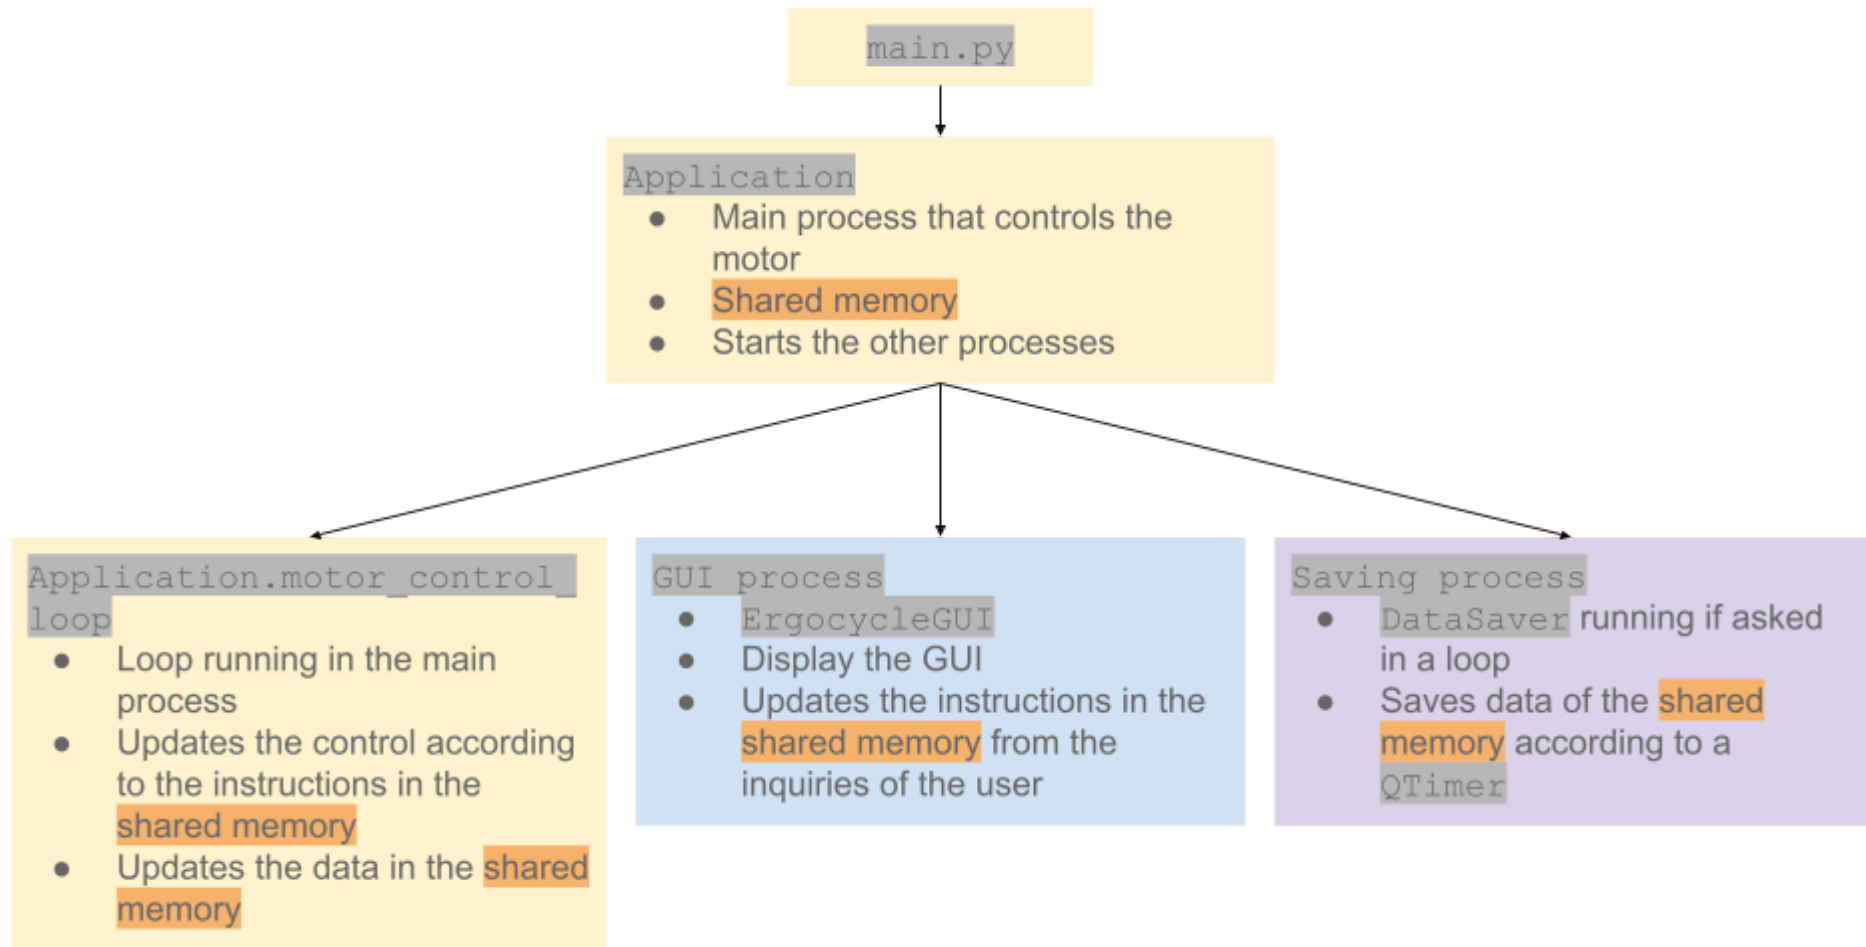 main.py
Application
● Main process that controls the
motor
● Shared memory
● Starts the other processes
Application.motor_control_
loop
● Loop running in the main
process
● Updates the control according
to the instructions in the
shared memory
● Updates the data in the shared
memory
GUI process
● ErgocycleGUI
● Display the GUI
● Updates the instructions in the
shared memory from the
inquiries of the user
Saving process
● DataSaver running if asked
in a loop
● Saves data of the shared
memory according to a
QTimer